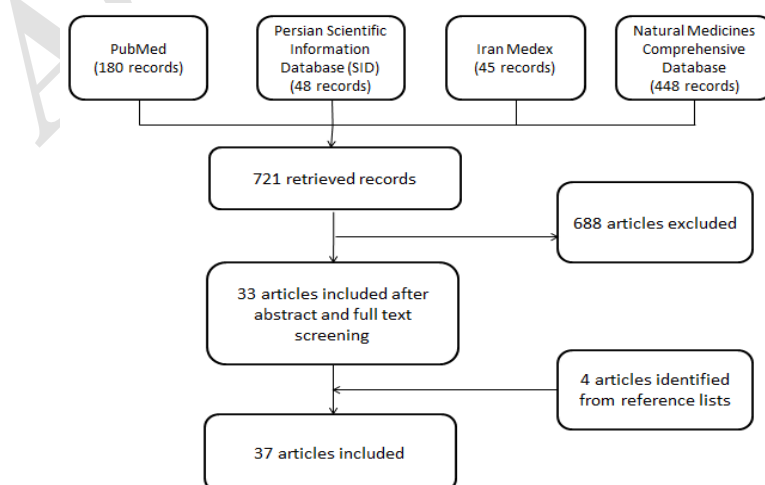 PubMed
(180 records)
Persian Scientific
Information
Database (SID)
(48 records)
Iran Medex
(45 records)
Natural Medicines
Comprehensive
Database
(448 records)
721 retrieved records
688 articles excluded
33 articles included after
abstract and full text
screening
4 articles identified
from reference lists
37 articles included